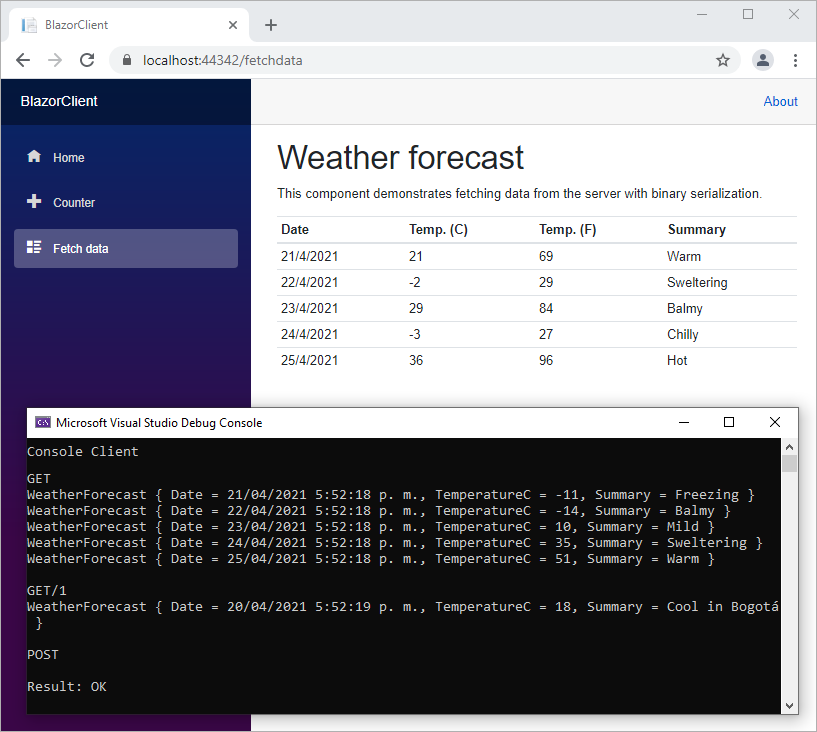 BlazorClient
localhost:44342/fetchdata
BlazorClient
About
Home
Counter
Fetch data
Weather forecast
This component demonstrates fetching data from the server with binary serialization.
Date Temp. (C) Temp. (F) Summary
21/4/2021 21 69 Warm
22/4/2021 -2 29 Sweltering
23/4/2021 29 84 Balmy
24/4/2021 -3 27 Chilly
25/4/2021 36 96 Hot
C:\ Microsoft Visual Studio Debug Console
Console Client
GET
WeatherForecast { Date = 21/04/2021 5:52:18 p. m., TemperatureC = -11, Summary = Freezing }
WeatherForecast { Date = 22/04/2021 5:52:18 p. m., TemperatureC = -14, Summary = Balmy }
WeatherForecast { Date = 23/04/2021 5:52:18 p. m., TemperatureC = 10, Summary = Mild }
WeatherForecast { Date = 24/04/2021 5:52:18 p. m., TemperatureC = 35, Summary = Sweltering }
WeatherForecast { Date = 25/04/2021 5:52:18 p. m., TemperatureC = 51, Summary = Warm }
GET/1
WeatherForecast { Date = 20/04/2021 5:52:19 p. m., TemperatureC = 18, Summary = Cool in Bogotá
}
POST
Result: OK